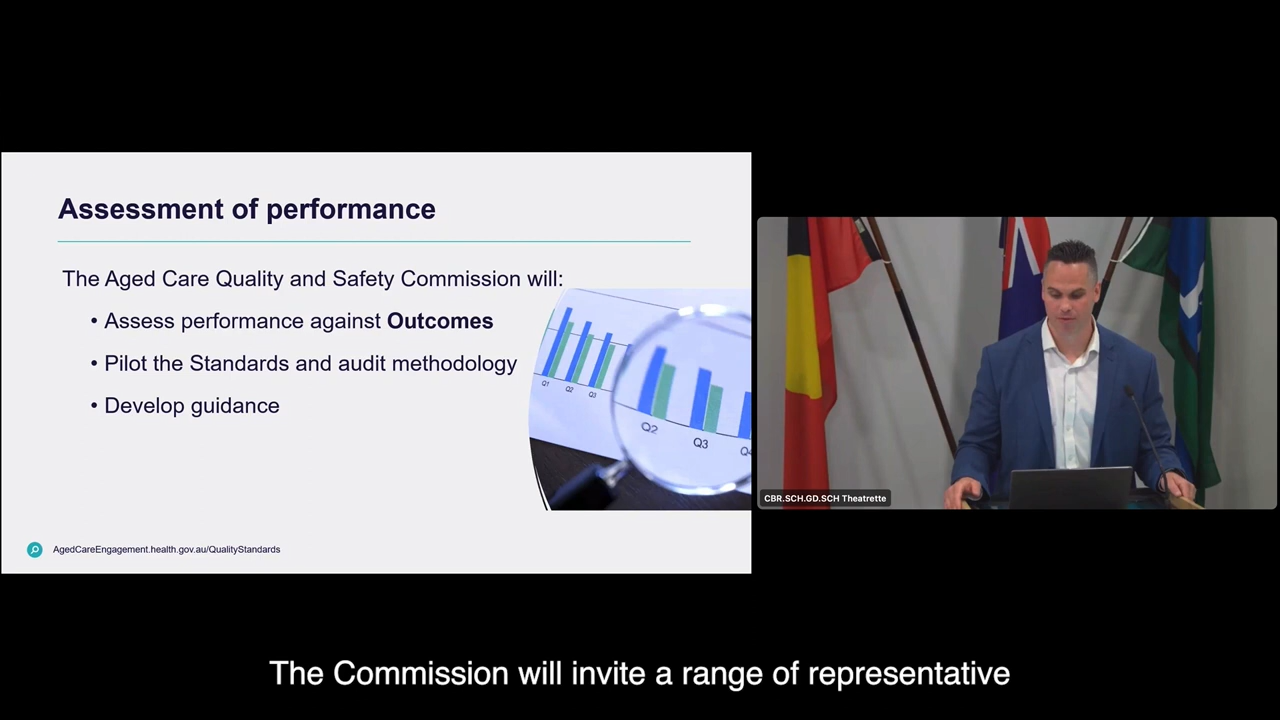 Assessment of performance
The Aged Care Quality and Safety Commission will:
• Assess performance against Outcomes
• Pilot the Standards and audit methodology
• Develop guidance
Q1
Q2
Q3
Q2
Q3
Q4
AgedCareEngagement.health.gov.au/QualityStandards
CBR.SCH.GD.SCH Theatrette
The Commission will invite a range of representative